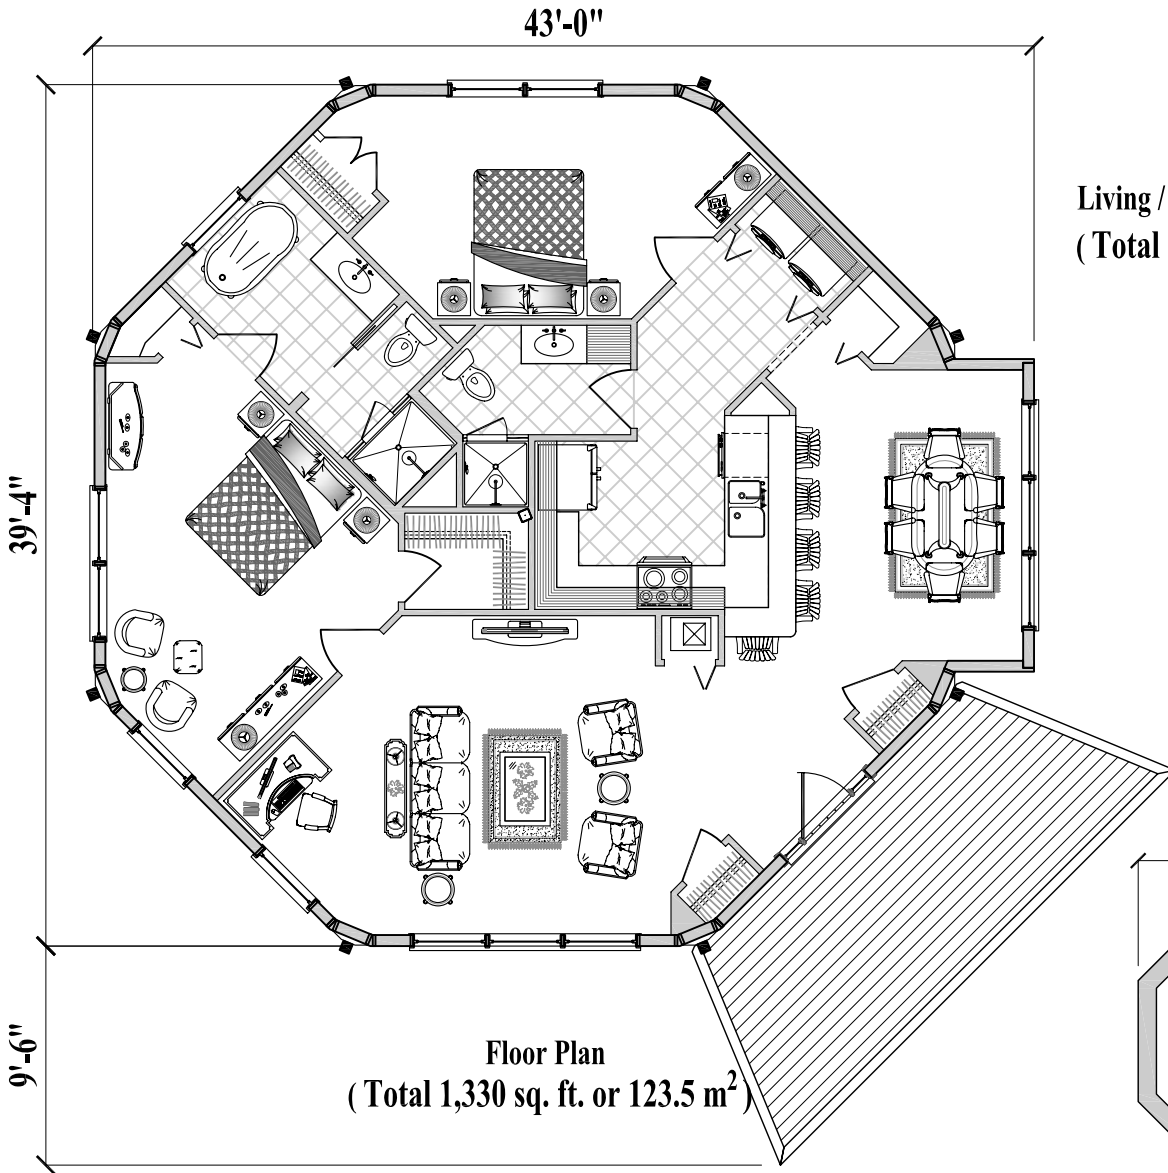 43'-0"
Living /
( Total
39'-4"
9'-6"
Floor Plan
( Total 1,330 sq. ft. or 123.5 m² )